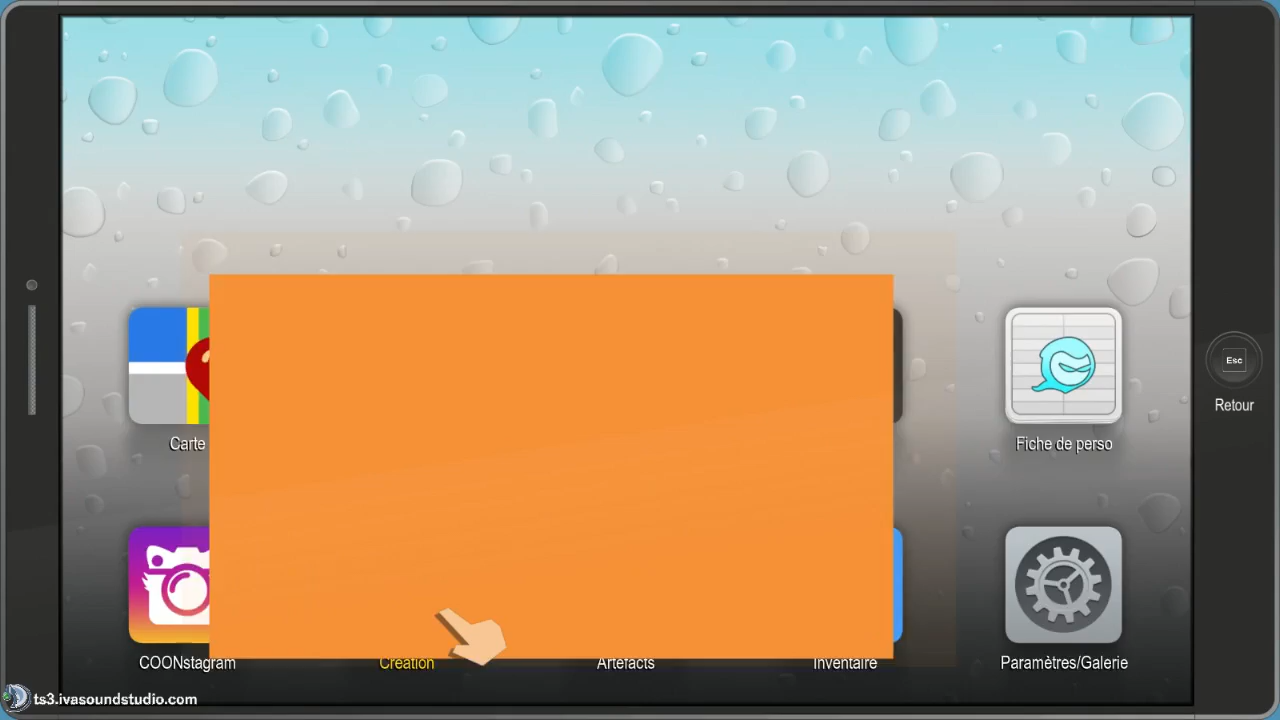 Esc
Retour
Carte
Fiche de perso
COONstagram
Création
Artefacts
Inventaire
Paramètres/Galerie
ts3.ivasoundstudio.com